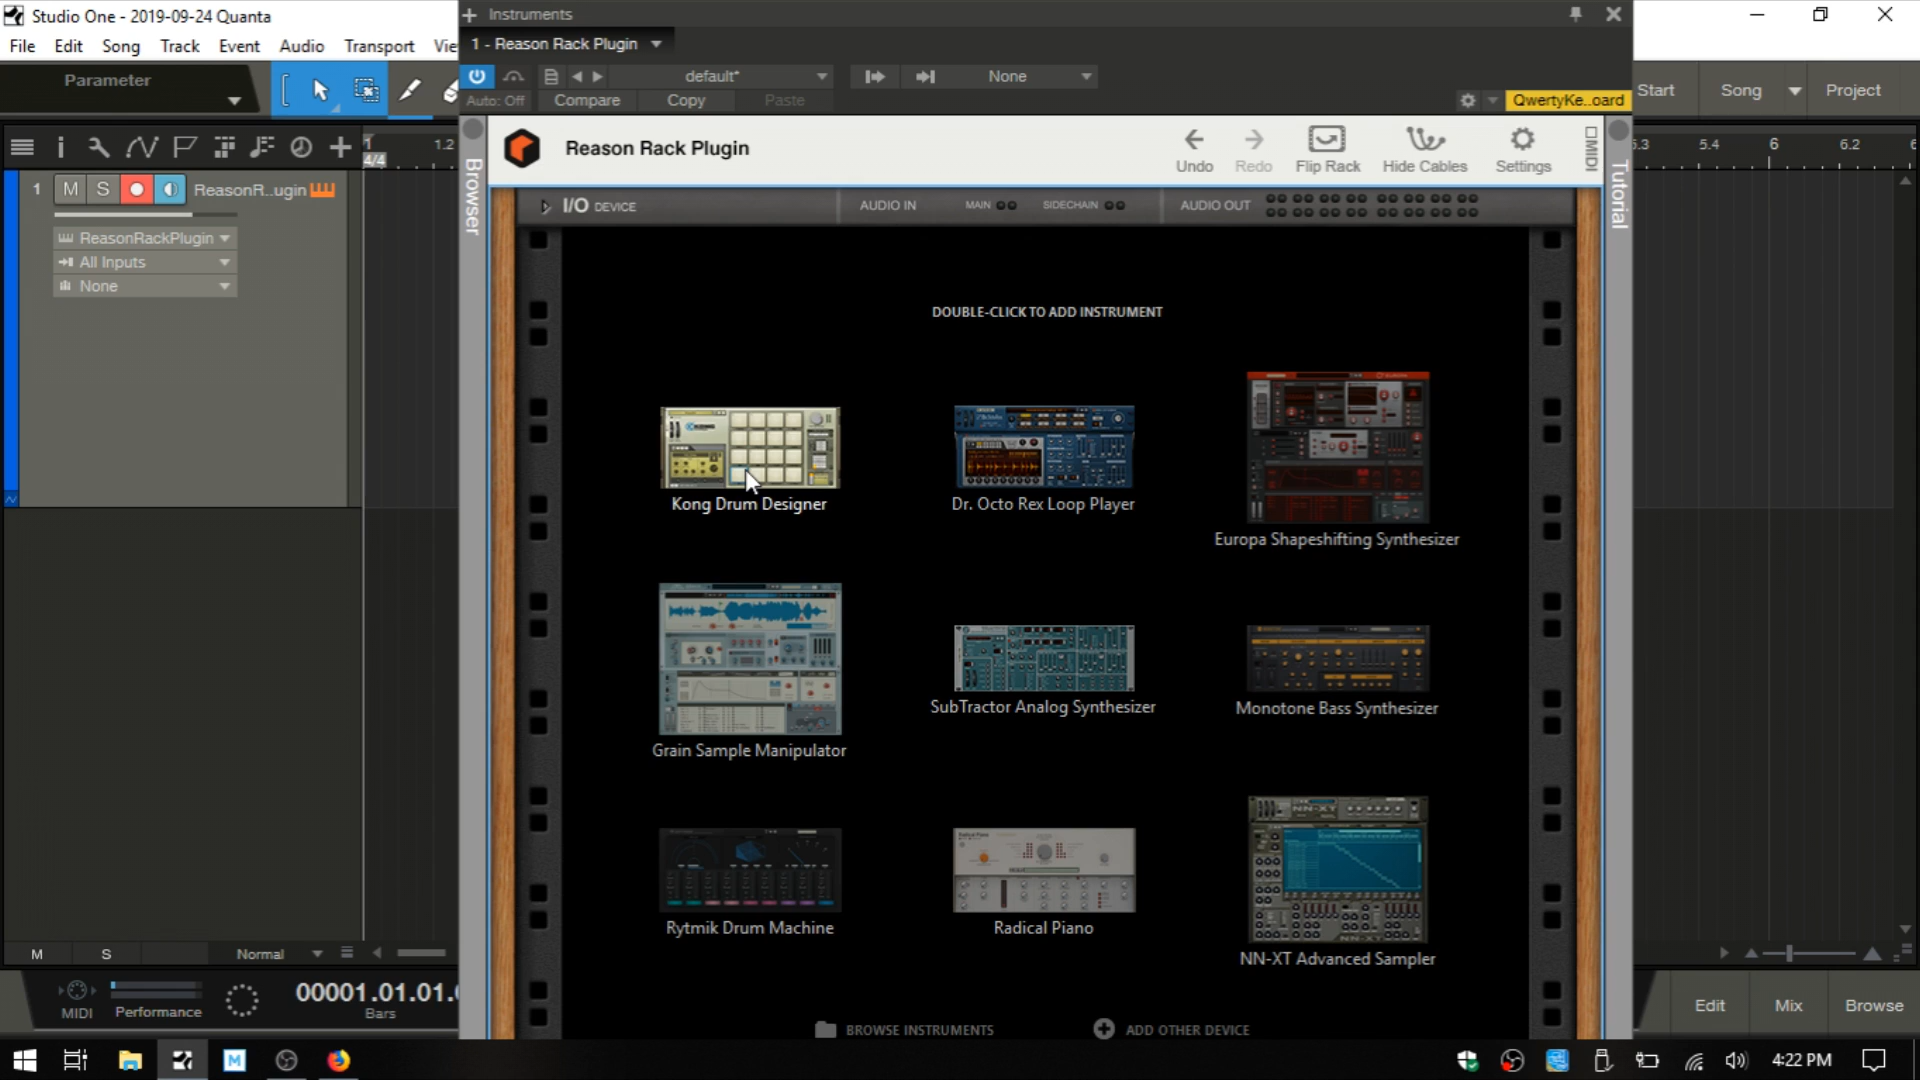 Studio One - 2019-09-24 Quanta
File Edit Song Track Event Audio Transport Vie
Instruments
1 - Reason Rack Plugin
Parameter
default*
None
Auto: Off
Compare
Copy
Paste
QwertyKe..oard
Start
Song
Project
Browser
Reason Rack Plugin
Undo
Redo
Flip Rack
Hide Cables
Settings
MIDI
Tutorial
1
4/4
1.2
5.3
5.4
6
6.2
6
1 M S ReasonR..ugin
ReasonRackPlugin
All Inputs
None
I/O DEVICE
AUDIO IN
MAIN
SIDECHAIN
AUDIO OUT
DOUBLE-CLICK TO ADD INSTRUMENT
Kong Drum Designer
Dr. Octo Rex Loop Player
Europa Shapeshifting Synthesizer
Grain Sample Manipulator
SubTractor Analog Synthesizer
Monotone Bass Synthesizer
Rytmik Drum Machine
Radical Piano
NN-XT Advanced Sampler
BROWSE INSTRUMENTS
ADD OTHER DEVICE
M S Normal
MIDI
Performance
00001.01.01.
Bars
Edit
Mix
Browse
4:22 PM